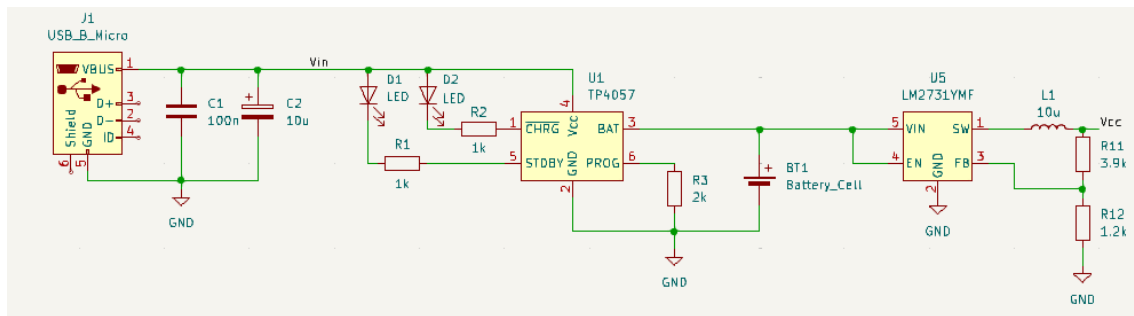 J1
USB_B_Micro
VBUS
1
D+
3
D-
2
ID
4
Shield
GND
6
5
Vin
C1
100n
C2
10u
GND
D1
LED
D2
LED
R2
1k
R1
1k
U1
TP4057
4
1
CHRG
Vcc
BAT
3
5
STDBY
GND
PROG
6
2
R3
2k
GND
BT1
Battery_Cell
U5
LM2731YMF
5
VIN
SW
1
4
EN
GND
FB
3
2
GND
L1
10u
Vcc
R11
3.9k
R12
1.2k
GND